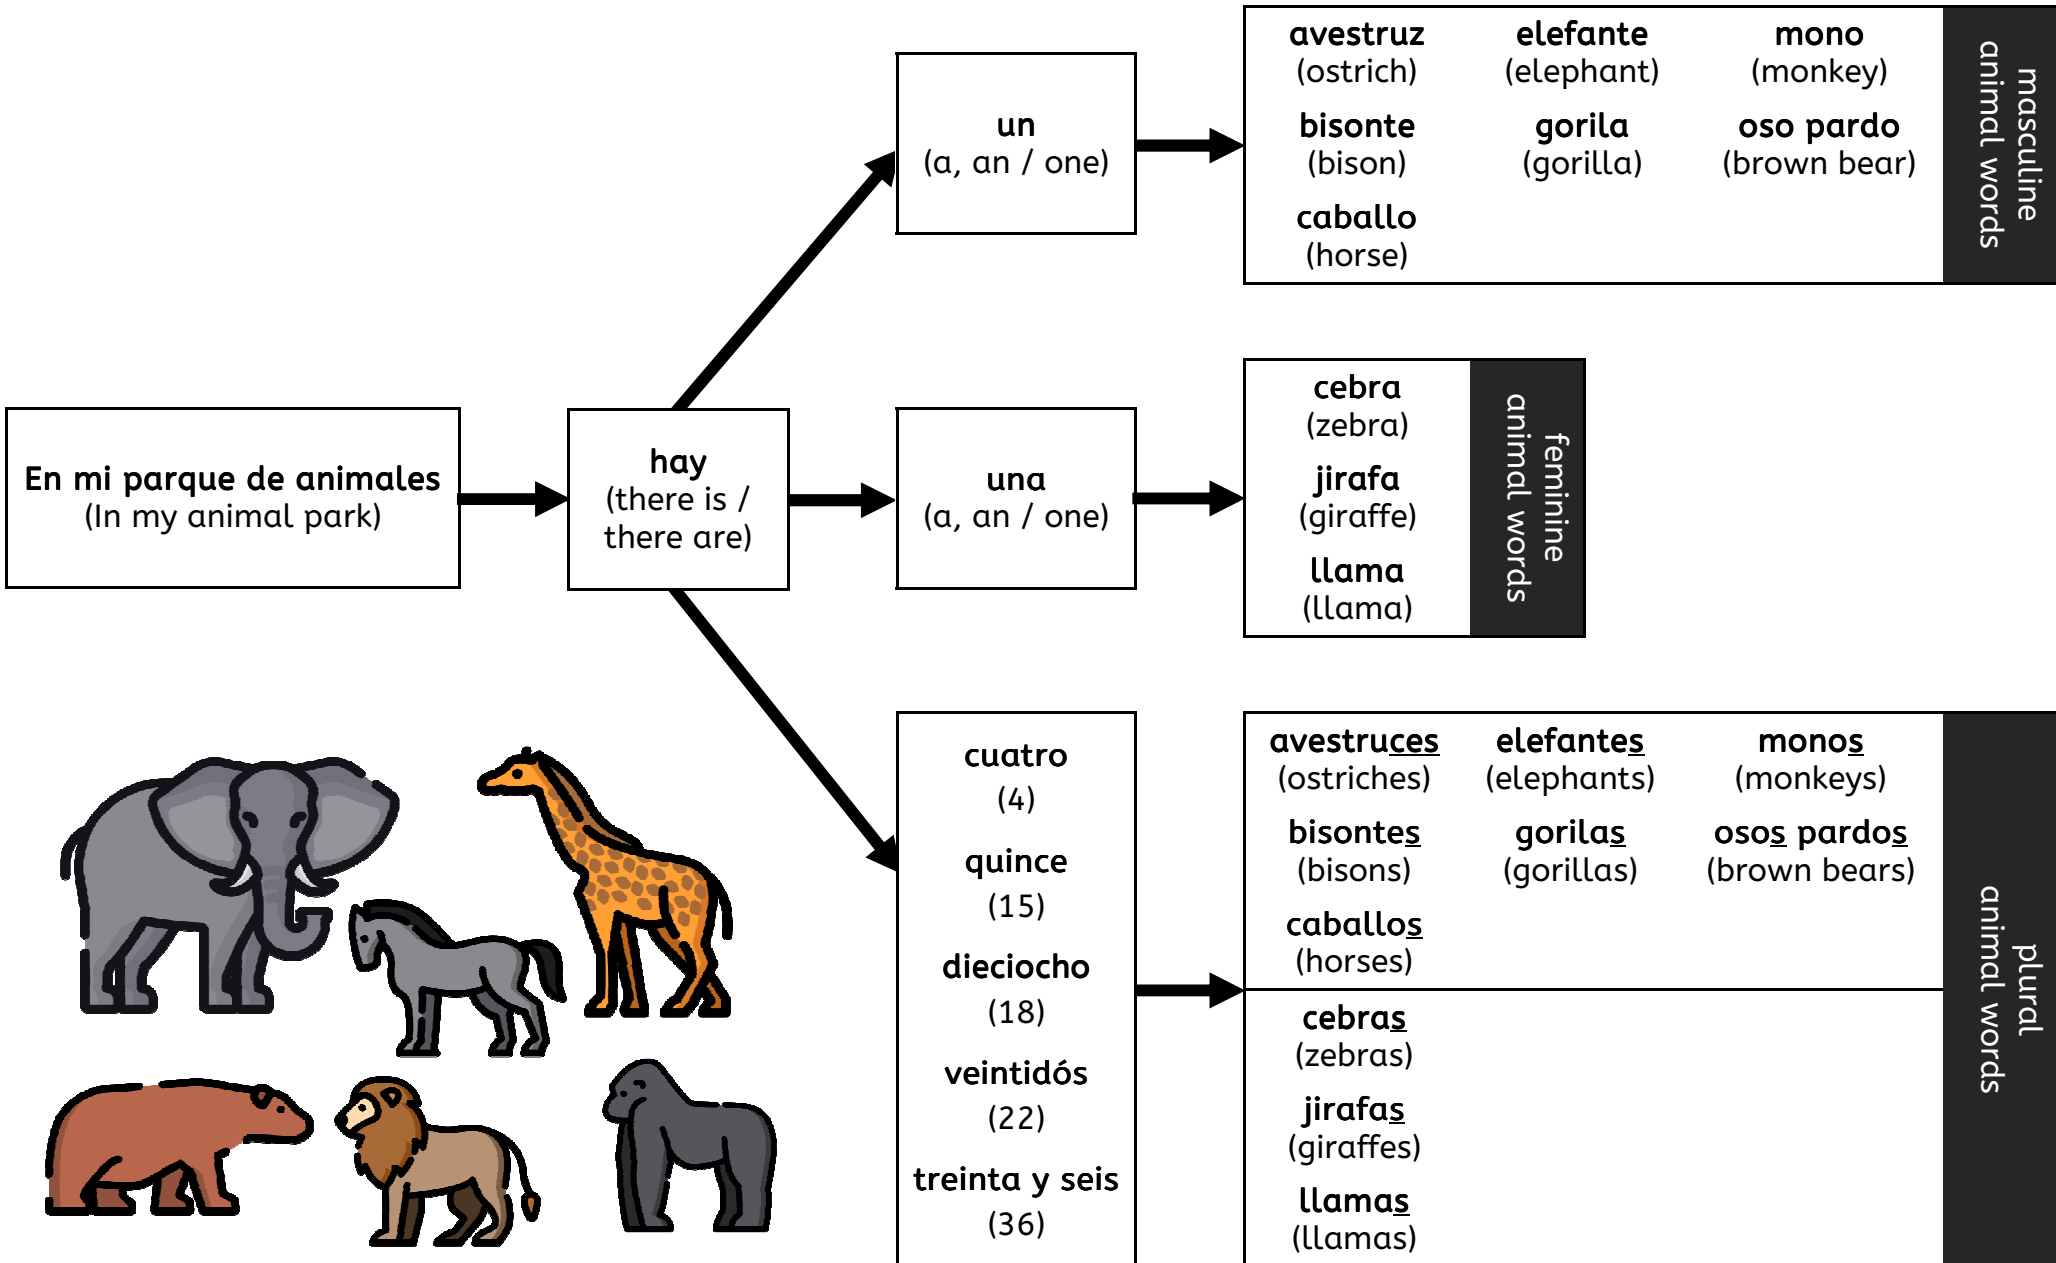 En mi parque de animales
(In my animal park)
hay
(there is /
there are)
un
(a, an / one)
avestruz elefante mono
(ostrich) (elephant) (monkey)
bisonte gorila oso pardo
(bison) (gorilla) (brown bear)
caballo
(horse)
masculine
animal words
una
(a, an / one)
cebra
(zebra)
jirafa
(giraffe)
llama
(llama)
feminine
animal words
cuatro
(4)
quince
(15)
dieciocho
(18)
veintidós
(22)
treinta y seis
(36)
avestruces elefantes monos
(ostriches) (elephants) (monkeys)
bisontes gorilas osos pardos
(bisons) (gorillas) (brown bears)
caballos
(horses)
cebras
(zebras)
jirafas
(giraffes)
llamas
(llamas)
plural
animal words